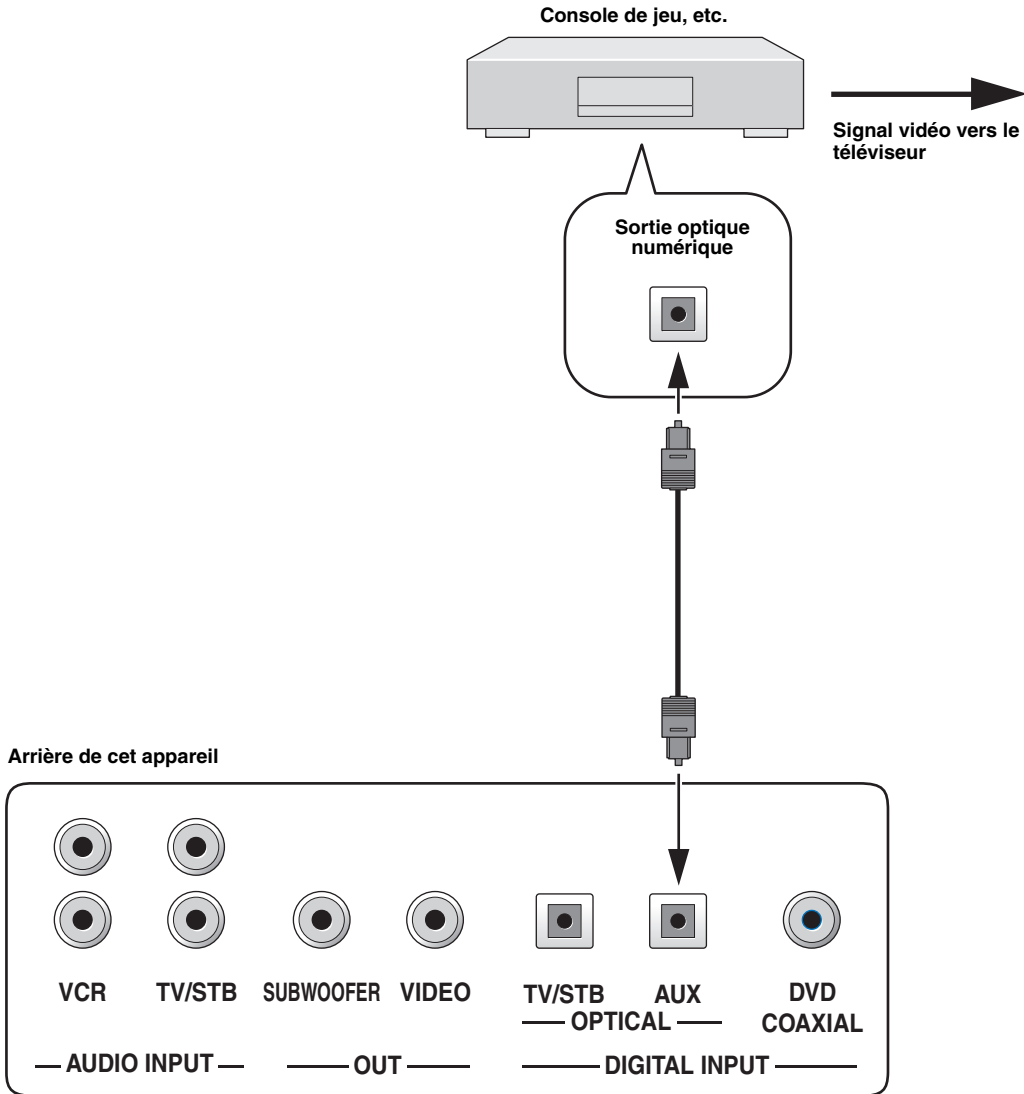 Console de jeu, etc.
Signal vidéo vers le
téléviseur
Sortie optique
numérique
Arrière de cet appareil
VCR TV/STB SUBWOOFER VIDEO TV/STB AUX DVD
OPTICAL COAXIAL
AUDIO INPUT OUT DIGITAL INPUT